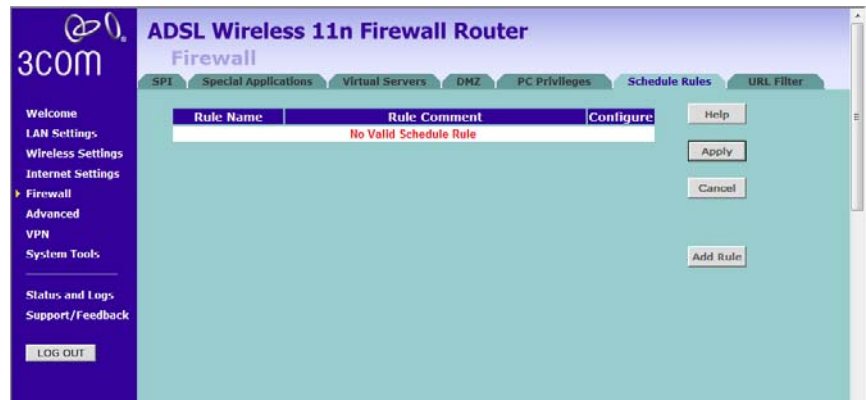 3COM
ADSL Wireless 11n Firewall Router
Firewall
SPI
Special Applications
Virtual Servers
DMZ
PC Privileges
Schedule Rules
URL Filter
Welcome
LAN Settings
Wireless Settings
Internet Settings
Firewall
Advanced
VPN
System Tools
Status and Logs
Support/Feedback
LOG OUT
Rule Name Rule Comment Configure
No Valid Schedule Rule
Help
Apply
Cancel
Add Rule